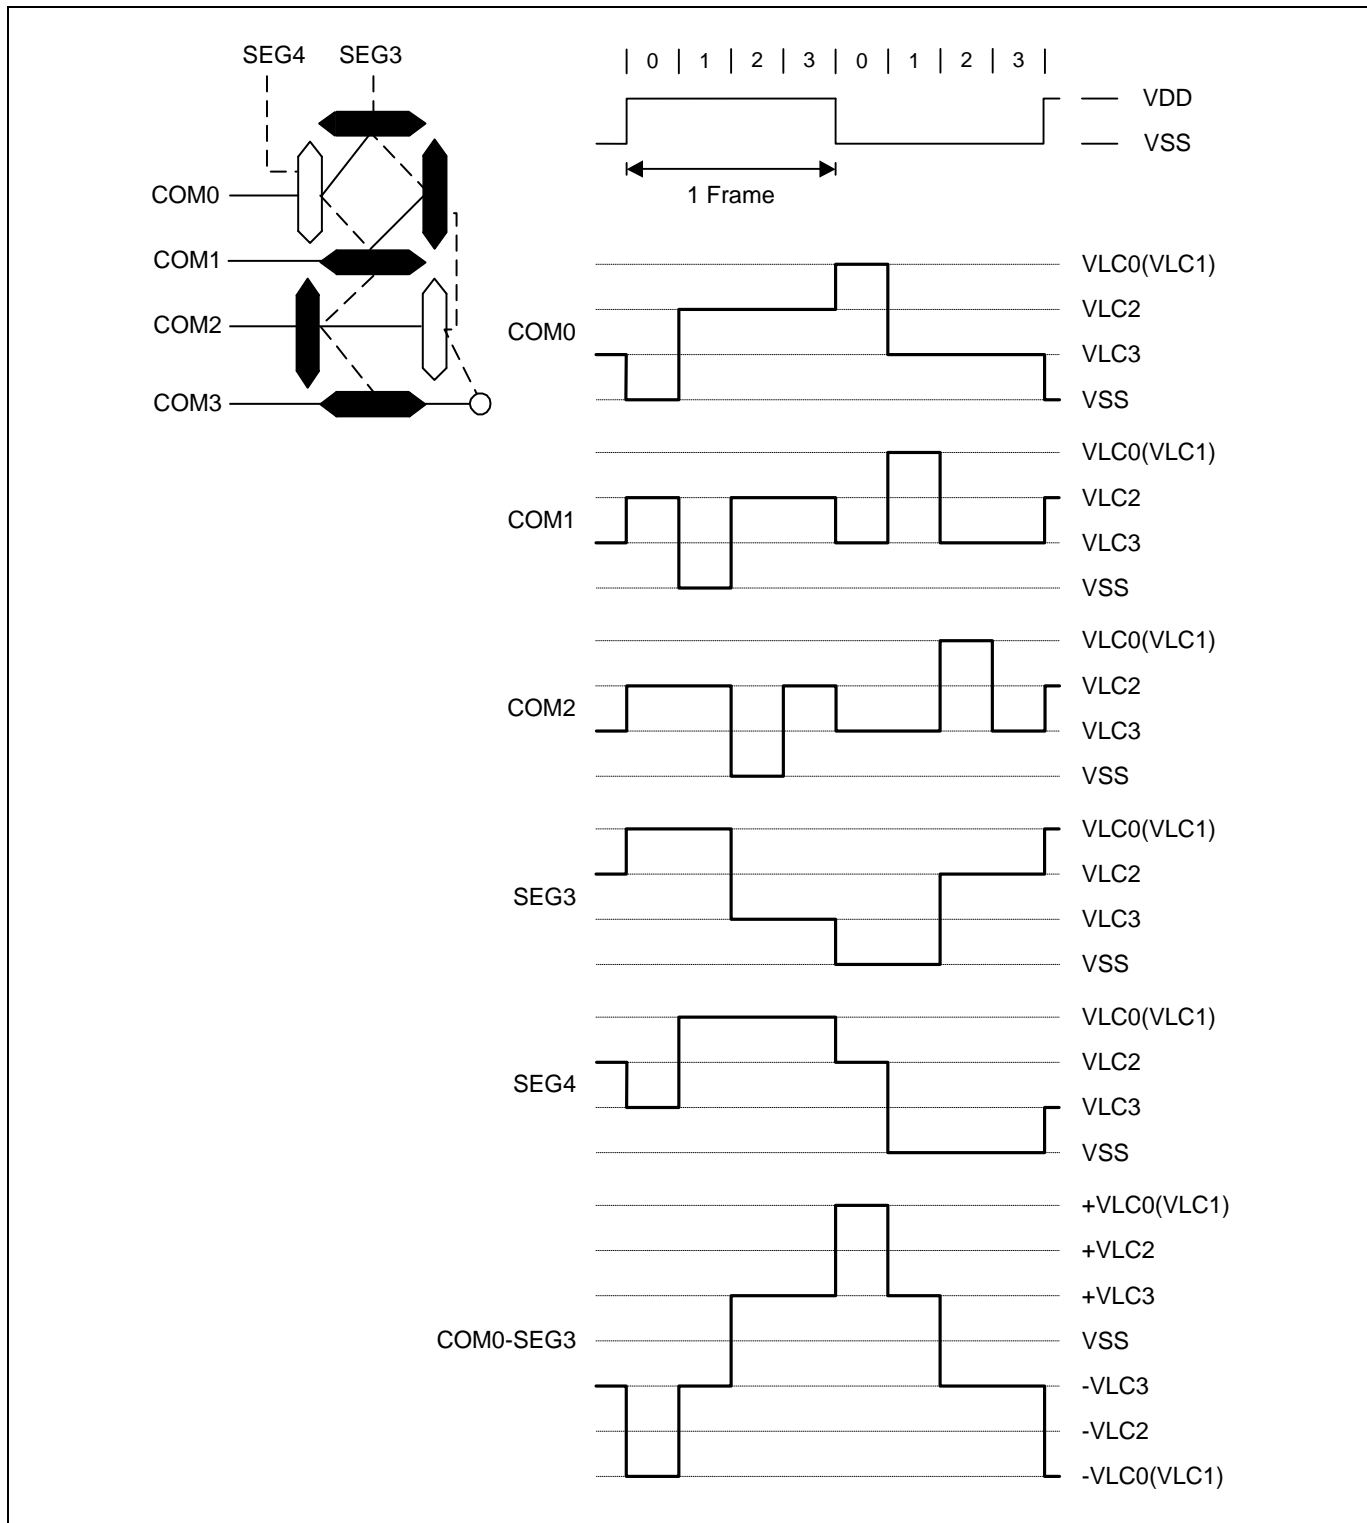 SEG4 SEG3
0 1 2 3 0 1 2 3
VDD
VSS
1 Frame
COM0
COM1
COM2
COM3
COM0
VLC0(VLC1)
VLC2
VLC3
VSS
COM1
VLC0(VLC1)
VLC2
VLC3
VSS
COM2
VLC0(VLC1)
VLC2
VLC3
VSS
SEG3
VLC0(VLC1)
VLC2
VLC3
VSS
SEG4
VLC0(VLC1)
VLC2
VLC3
VSS
COM0-SEG3
+VLC0(VLC1)
+VLC2
+VLC3
VSS
-VLC3
-VLC2
-VLC0(VLC1)